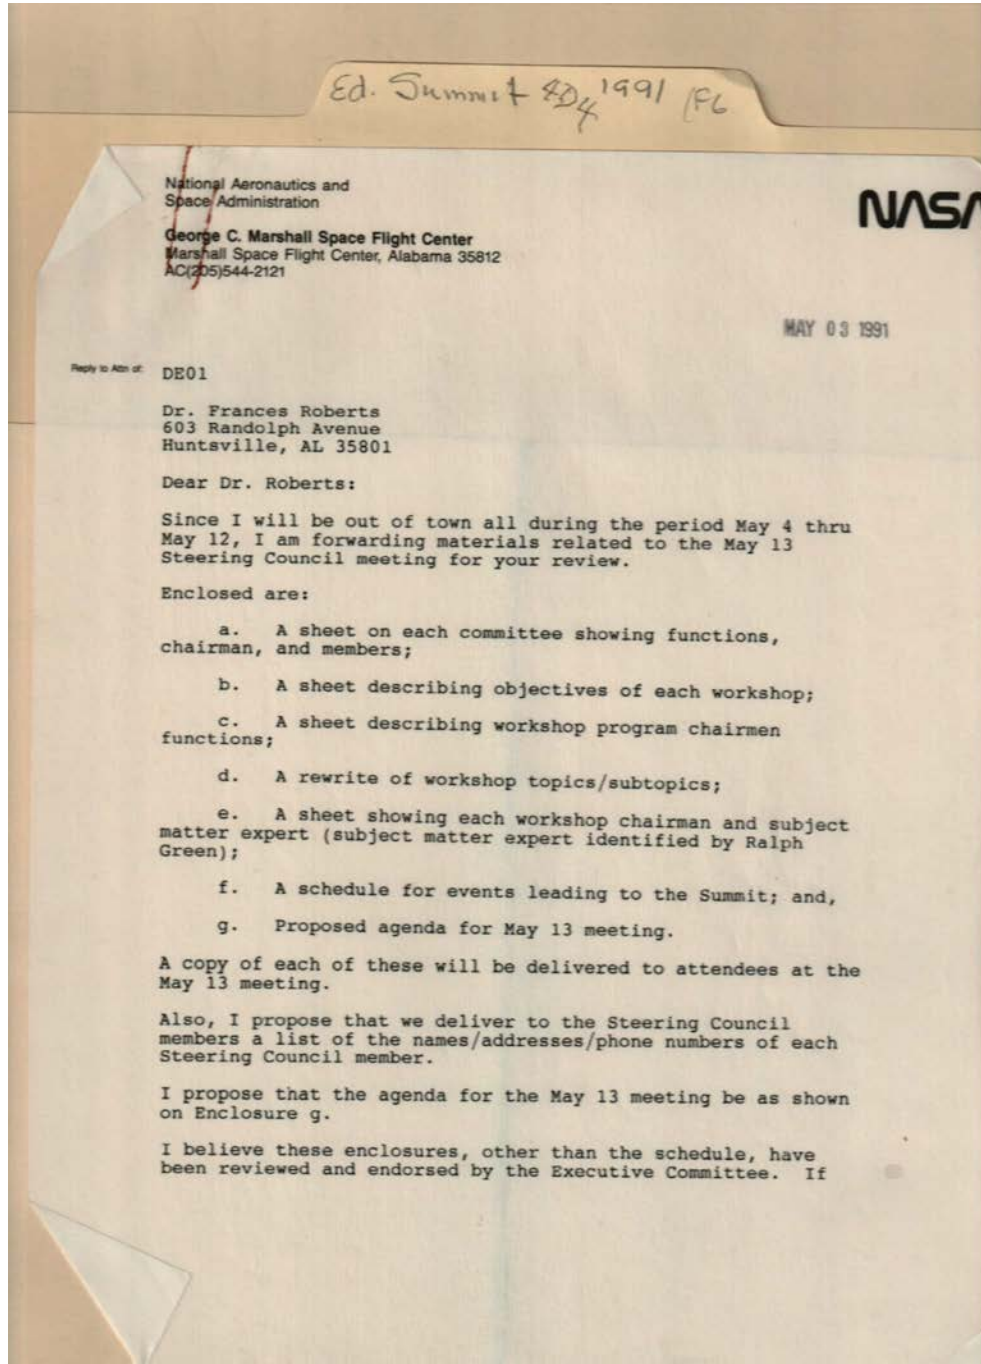 Ed. Summit 4D4 1991 (F6
National Aeronautics and
Space Administration
NASA
George C. Marshall Space Flight Center
Marshall Space Flight Center, Alabama 35812
AC(205)544-2121
MAY 03 1991
Reply to Attn of: DE01
Dr. Frances Roberts
603 Randolph Avenue
Huntsville, AL 35801
Dear Dr. Roberts:
Since I will be out of town all during the period May 4 thru
May 12, I am forwarding materials related to the May 13
Steering Council meeting for your review.
Enclosed are:
a. A sheet on each committee showing functions,
chairman, and members;
b. A sheet describing objectives of each workshop;
c. A sheet describing workshop program chairmen
functions;
d. A rewrite of workshop topics/subtopics;
e. A sheet showing each workshop chairman and subject
matter expert (subject matter expert identified by Ralph
Green);
f. A schedule for events leading to the Summit; and,
g. Proposed agenda for May 13 meeting.
A copy of each of these will be delivered to attendees at the
May 13 meeting.
Also, I propose that we deliver to the Steering Council
members a list of the names/addresses/phone numbers of each
Steering Council member.
I propose that the agenda for the May 13 meeting be as shown
on Enclosure g.
I believe these enclosures, other than the schedule, have
been reviewed and endorsed by the Executive Committee. If